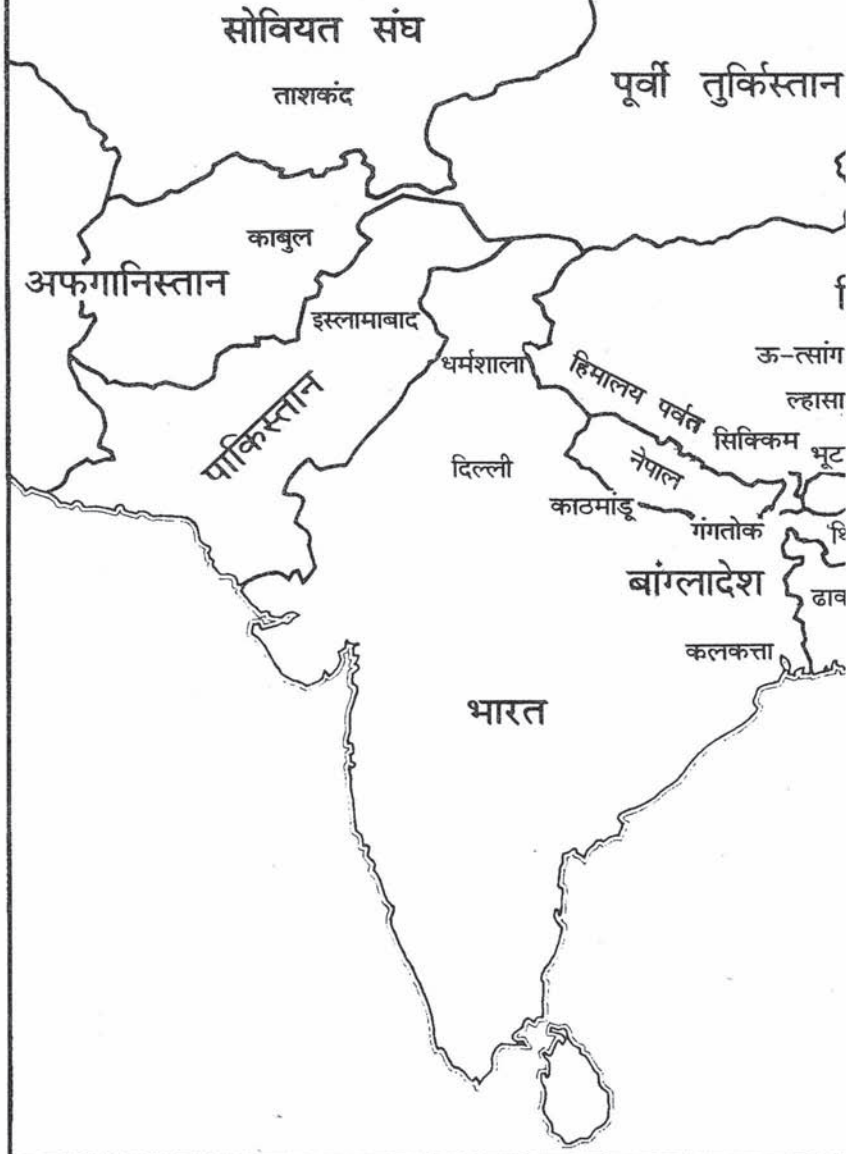 सोवियत संघ
पूर्वी तुर्किस्तान
ताशकंद
काबुल
अफगानिस्तान
इस्लामाबाद
ऊ-त्सांग
धर्मशाला
हिमालय पर्वत
ल्हासा
पाकिस्तान
सिक्किम
भूट
दिल्ली
नेपाल
काठमांडू
गंगतोक
बांग्लादेश
ढाव
कलकत्ता
भारत